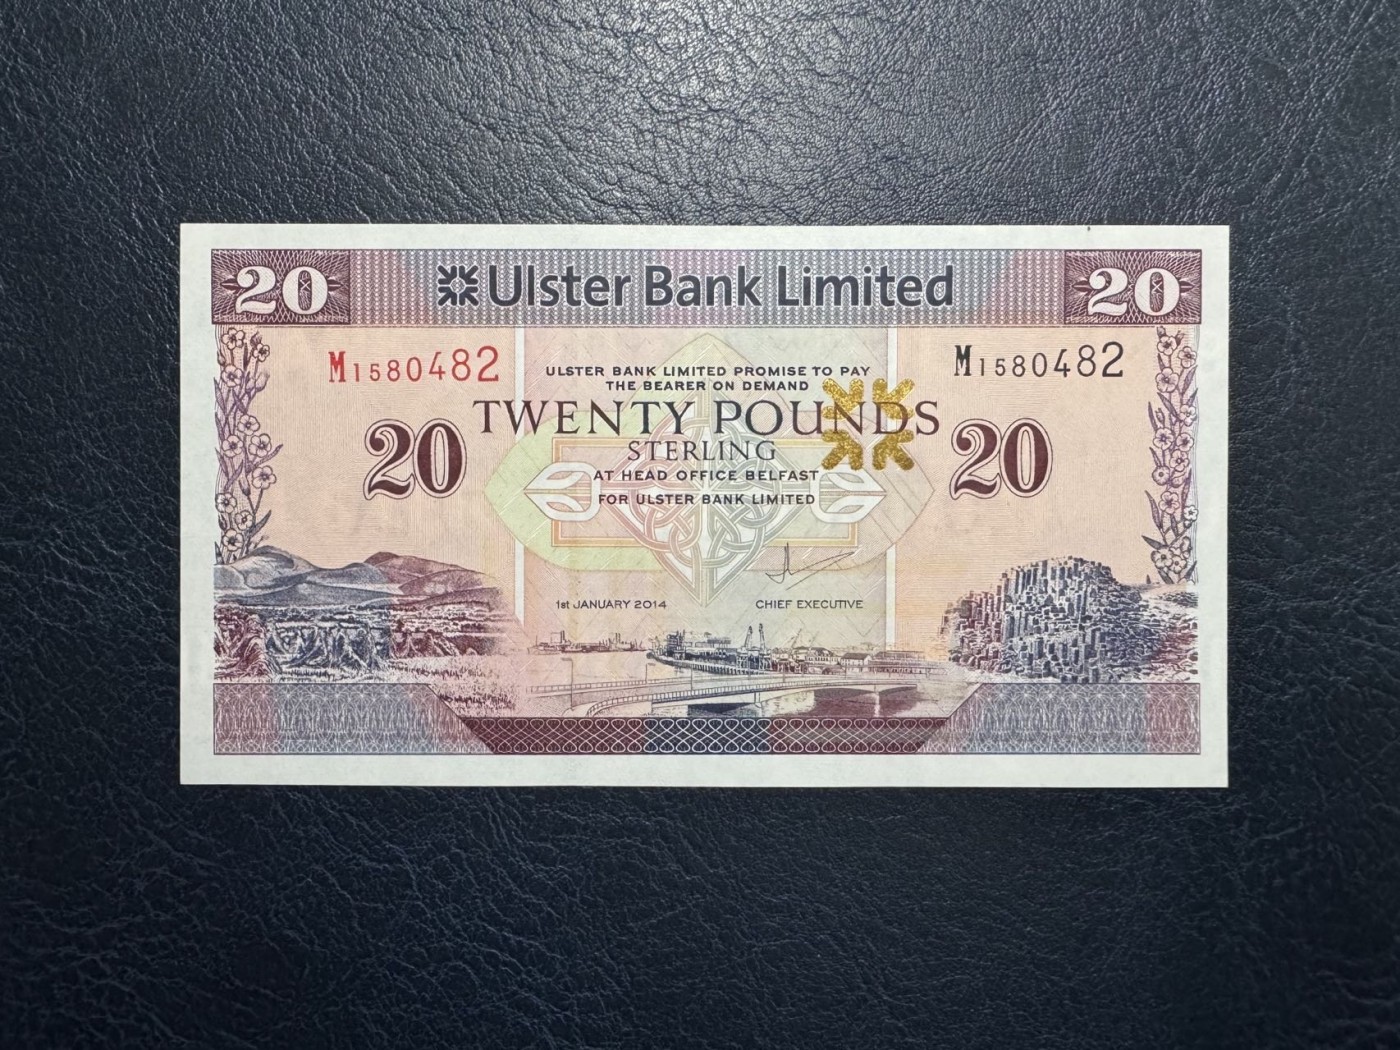 20 Ulster Bank Limited 20
M1580482 M1580482
ULSTER BANK LIMITED PROMISE TO PAY
THE BEARER ON DEMAND
20 TWENTY POUNDS 20
STERLING
AT HEAD OFFICE BELFAST
FOR ULSTER BANK LIMITED
1st JANUARY 2014 CHIEF EXECUTIVE